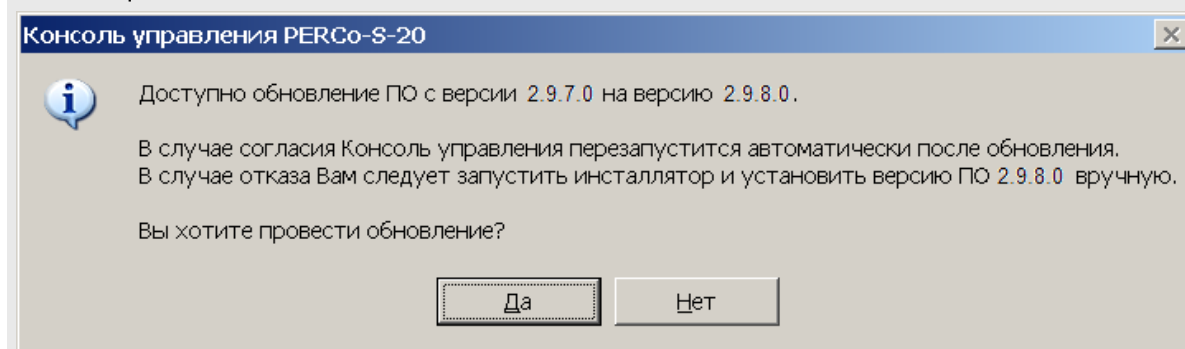 Консоль управления PERCo-S-20
Доступно обновление ПО с версии 2.9.7.0 на версию 2.9.8.0.
В случае согласия Консоль управления перезапустится автоматически после обновления.
В случае отказа Вам следует запустить инсталлятор и установить версию ПО 2.9.8.0 вручную.
Вы хотите провести обновление?
Да Нет